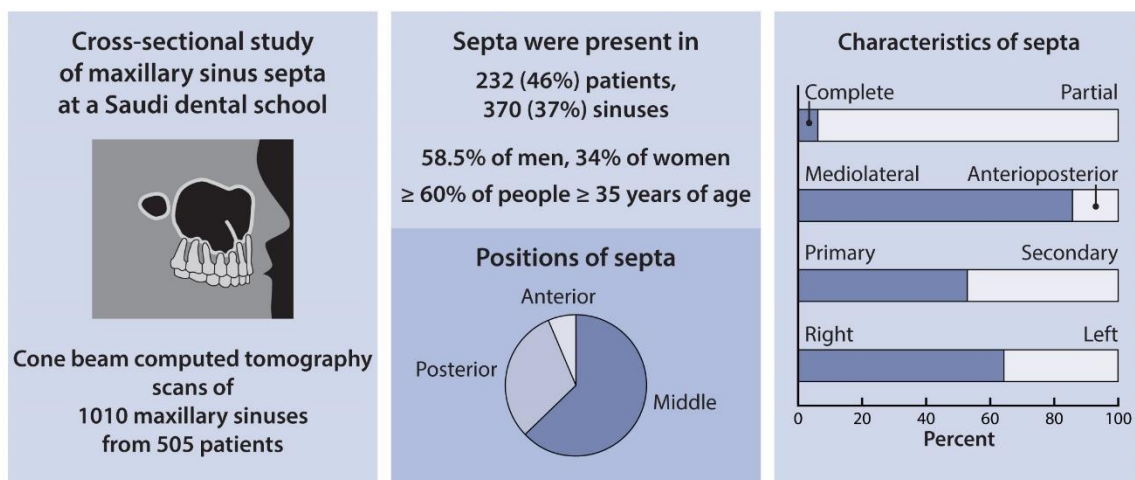 Cross-sectional study
of maxillary sinus septa
at a Saudi dental school
Cone beam computed tomography
scans of
1010 maxillary sinuses
from 505 patients
Septa were present in
232 (46%) patients,
370 (37%) sinuses
58.5% of men, 34% of women
≥ 60% of people ≥ 35 years of age
Positions of septa
Anterior
Posterior
Middle
Characteristics of septa
Complete Partial
Mediolateral Anterioposterior
Primary Secondary
Right Left
0 20 40 60 80 100
Percent